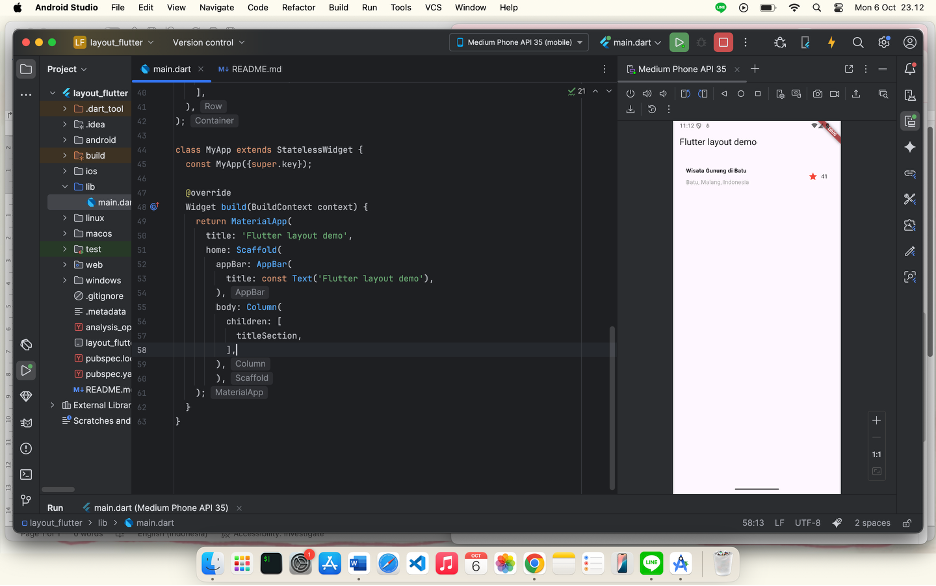 Android Studio File Edit View Navigate Code Refactor Build Run Tools VCS Window Help Mon 6 Oct 23.12
LF layout_flutter Version control Medium Phone API 35 (mobile) main.dart
Project main.dart README.md Medium Phone API 35
layout_flutter
.dart_tool
.idea
android
build
ios
lib
main.dar
linux
macos
test
web
windows
.gitignore
.metadata
analysis_op
layout_flutt
pubspec.loc
pubspec.ya
README.m
External Librar
Scratches and
21
40 ],
41 ), Row
42 ); Container
43
44 class MyApp extends StatelessWidget {
45 const MyApp({super.key});
46
47 @override
48 Widget build(BuildContext context) {
49 return MaterialApp(
50 title: 'Flutter layout demo',
51 home: Scaffold(
52 appBar: AppBar(
53 title: const Text('Flutter layout demo'),
54 ), AppBar
55 body: Column(
56 children: [
57 titleSection,
58 ],
59 ), Column
60 ), Scaffold
61 ); MaterialApp
62 }
63 }
11:12
Flutter layout demo
Wisata Gunung di Batu
Batu, Malang, Indonesia
41
1:1
Run main.dart (Medium Phone API 35)
layout_flutter > lib > main.dart 58:13 LF UTF-8 2 spaces